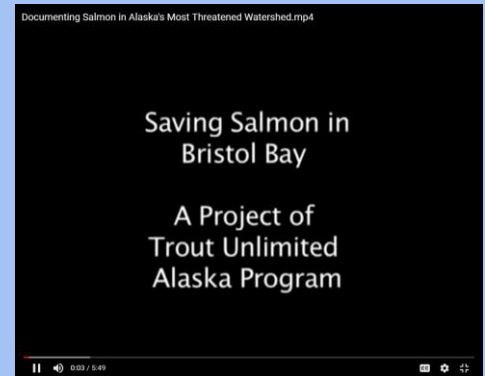 Documenting Salmon in Alaska's Most Threatened Watershed.mp4
Saving Salmon in
Bristol Bay
A Project of
Trout Unlimited
Alaska Program
0:03 / 5:49